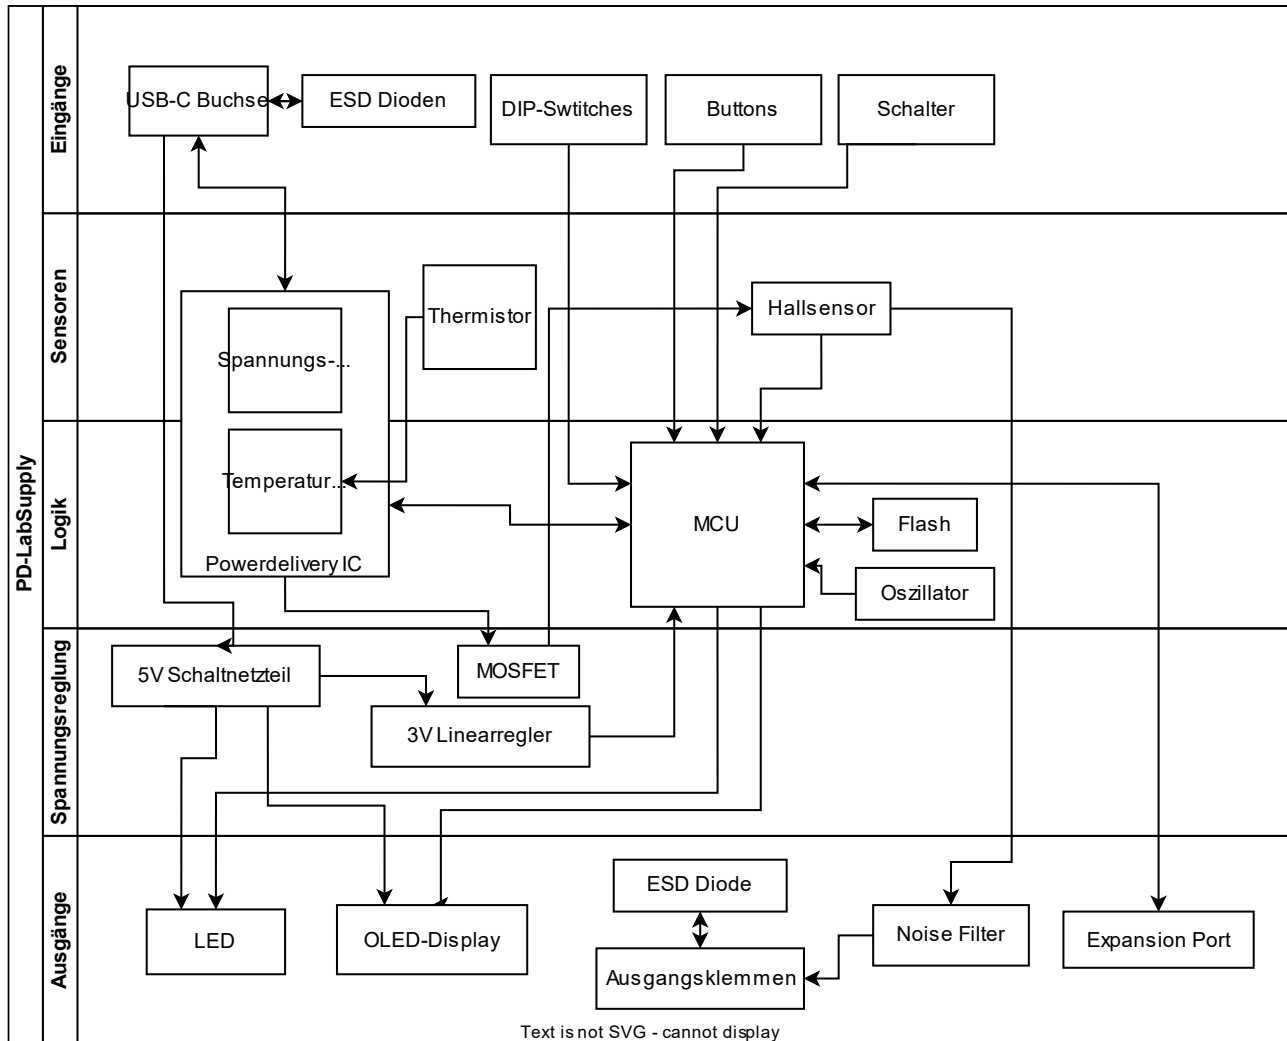 PD-LabSupply
Eingänge
USB-C Buchse
ESD Dioden
DIP-Swtitches
Buttons
Schalter
Sensoren
Spannungs-...
Thermistor
Hallsensor
Logik
Temperatur...
Powerdelivery IC
MCU
Flash
Oszillator
Spannungsreglung
5V Schaltnetzteil
MOSFET
3V Linearregler
Ausgänge
LED
OLED-Display
ESD Diode
Ausgangsklemmen
Noise Filter
Expansion Port
Text is not SVG - cannot display